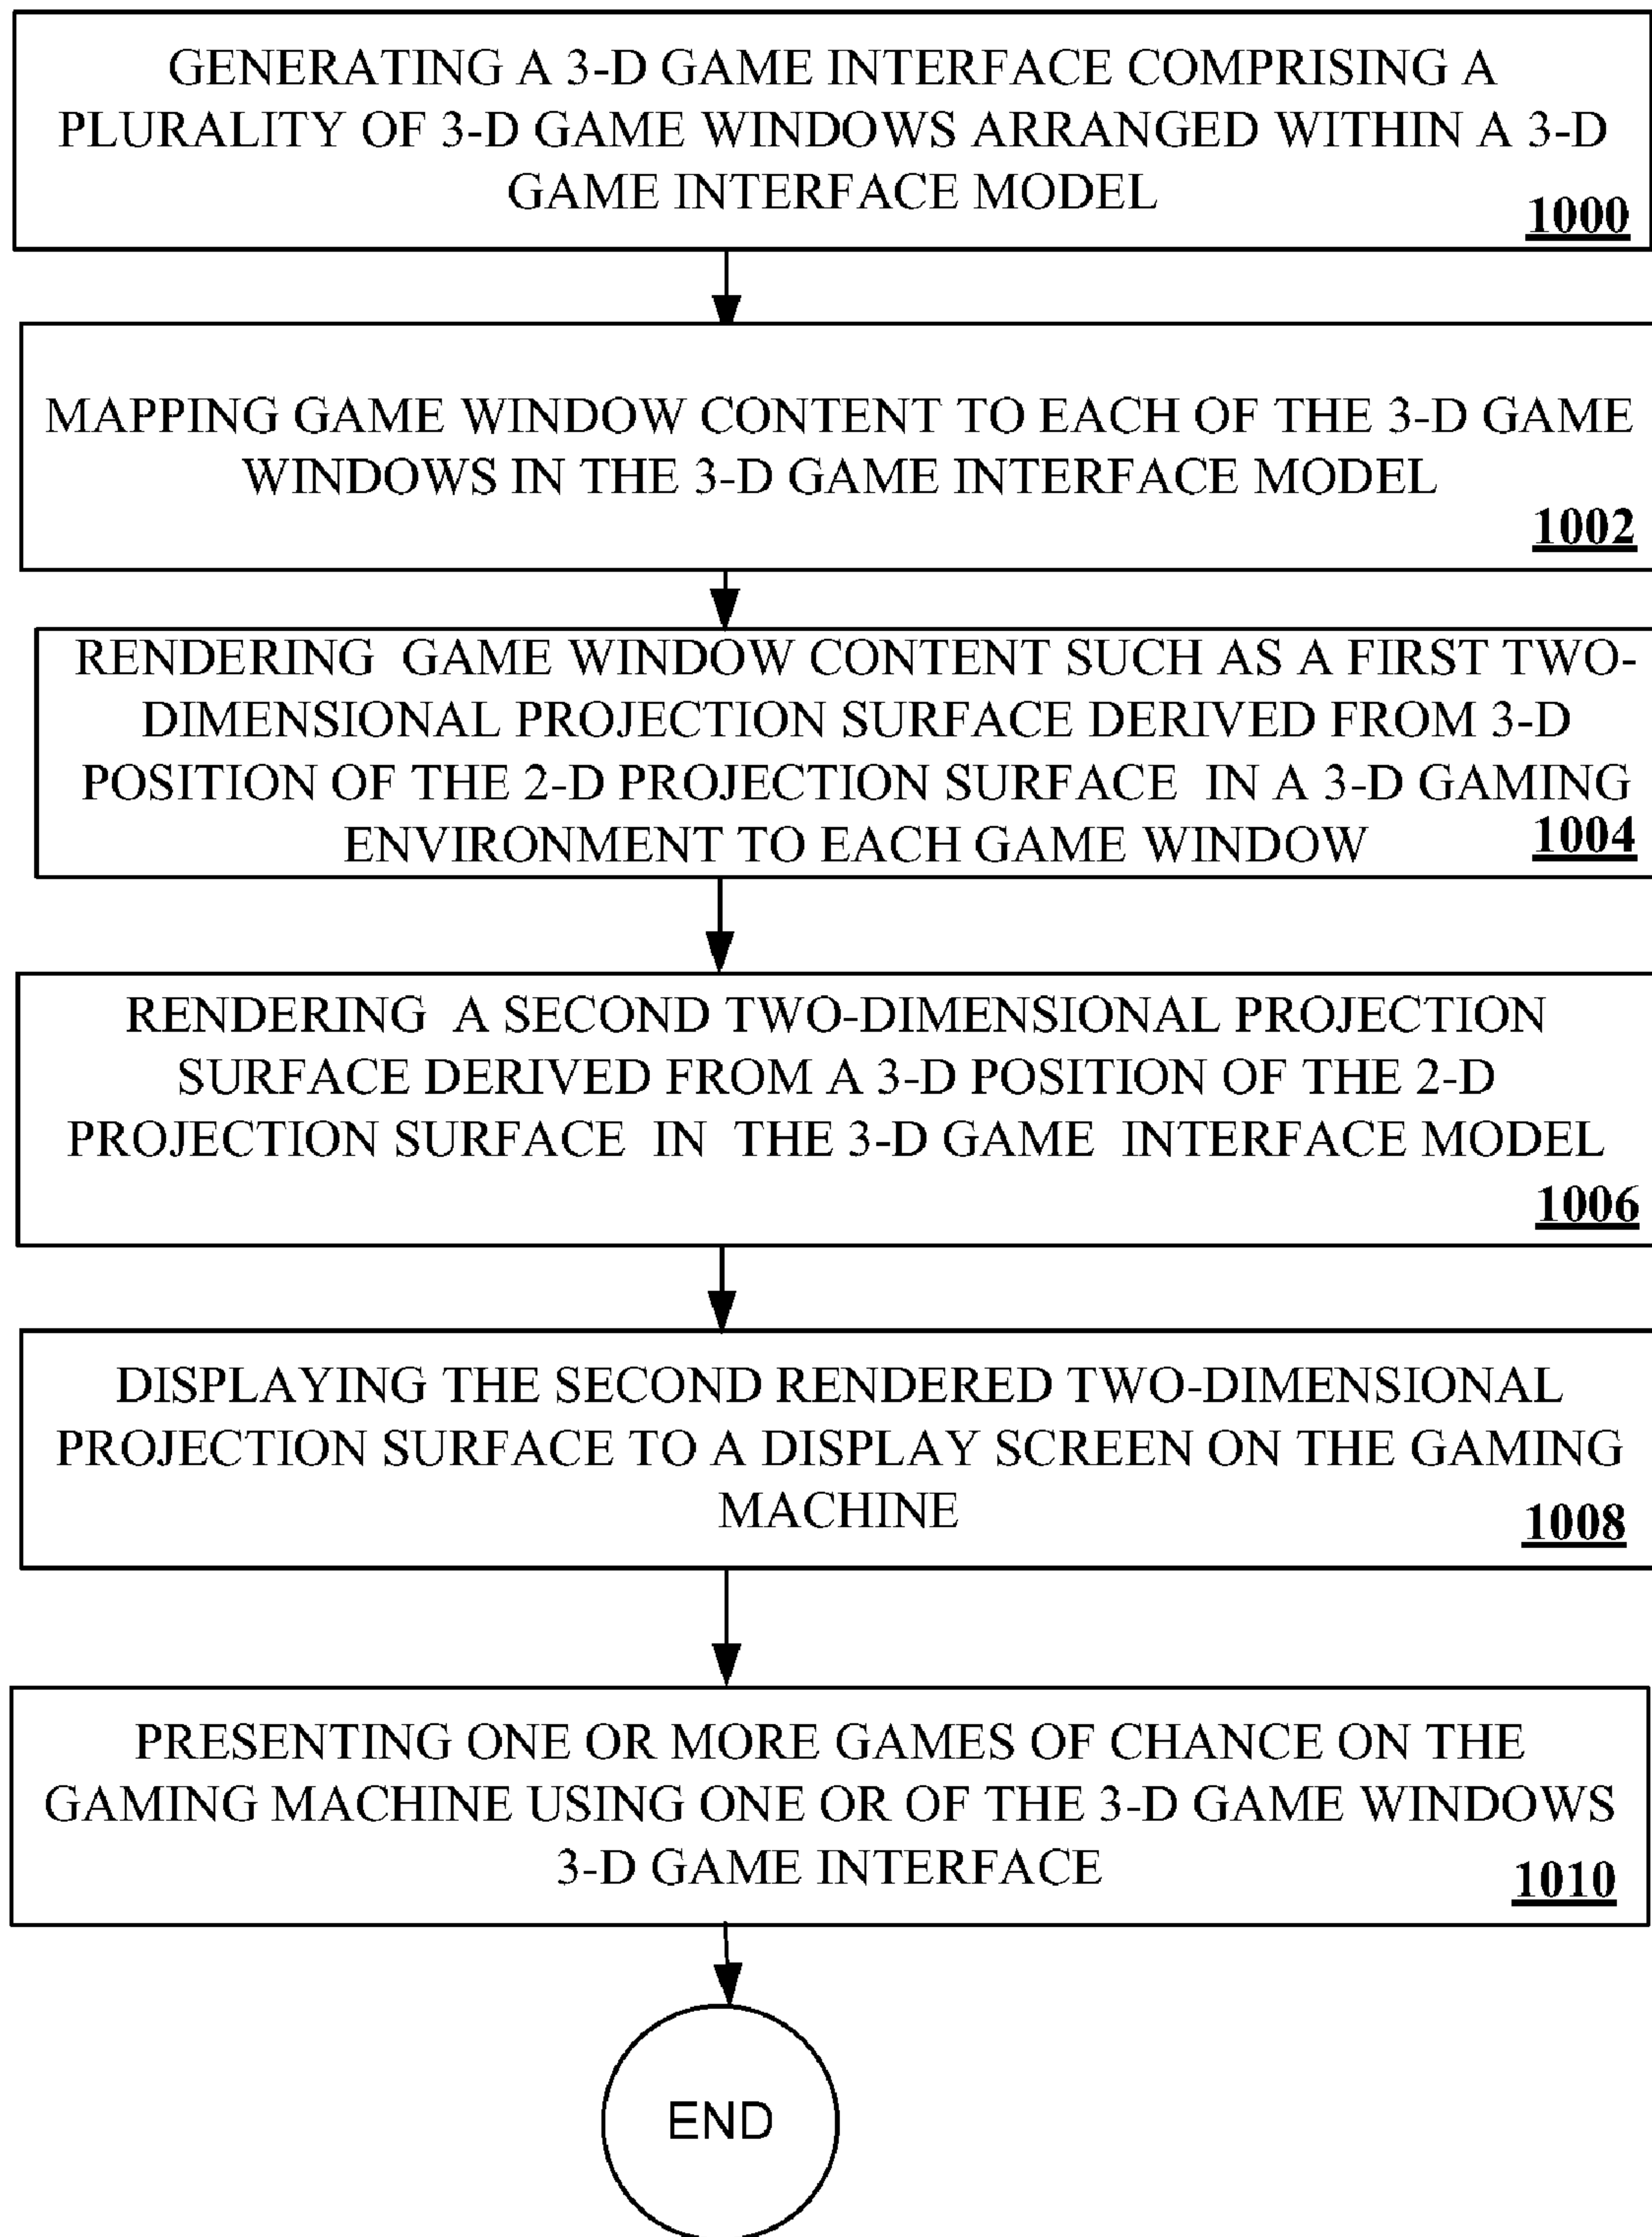 GENERATING A 3-D GAME INTERFACE COMPRISING A
PLURALITY OF 3-D GAME WINDOWS ARRANGED WITHIN A 3-D
GAME INTERFACE MODEL
1000
MAPPING GAME WINDOW CONTENT TO EACH OF THE 3-D GAME
WINDOWS IN THE 3-D GAME INTERFACE MODEL
1002
RENDERING GAME WINDOW CONTENT SUCH AS A FIRST TWO-
DIMENSIONAL PROJECTION SURFACE DERIVED FROM 3-D
POSITION OF THE 2-D PROJECTION SURFACE IN A 3-D GAMING
ENVIRONMENT TO EACH GAME WINDOW
1004
RENDERING A SECOND TWO-DIMENSIONAL PROJECTION
SURFACE DERIVED FROM A 3-D POSITION OF THE 2-D
PROJECTION SURFACE IN THE 3-D GAME INTERFACE MODEL
1006
DISPLAYING THE SECOND RENDERED TWO-DIMENSIONAL
PROJECTION SURFACE TO A DISPLAY SCREEN ON THE GAMING
MACHINE
1008
PRESENTING ONE OR MORE GAMES OF CHANCE ON THE
GAMING MACHINE USING ONE OR OF THE 3-D GAME WINDOWS
3-D GAME INTERFACE
1010
END